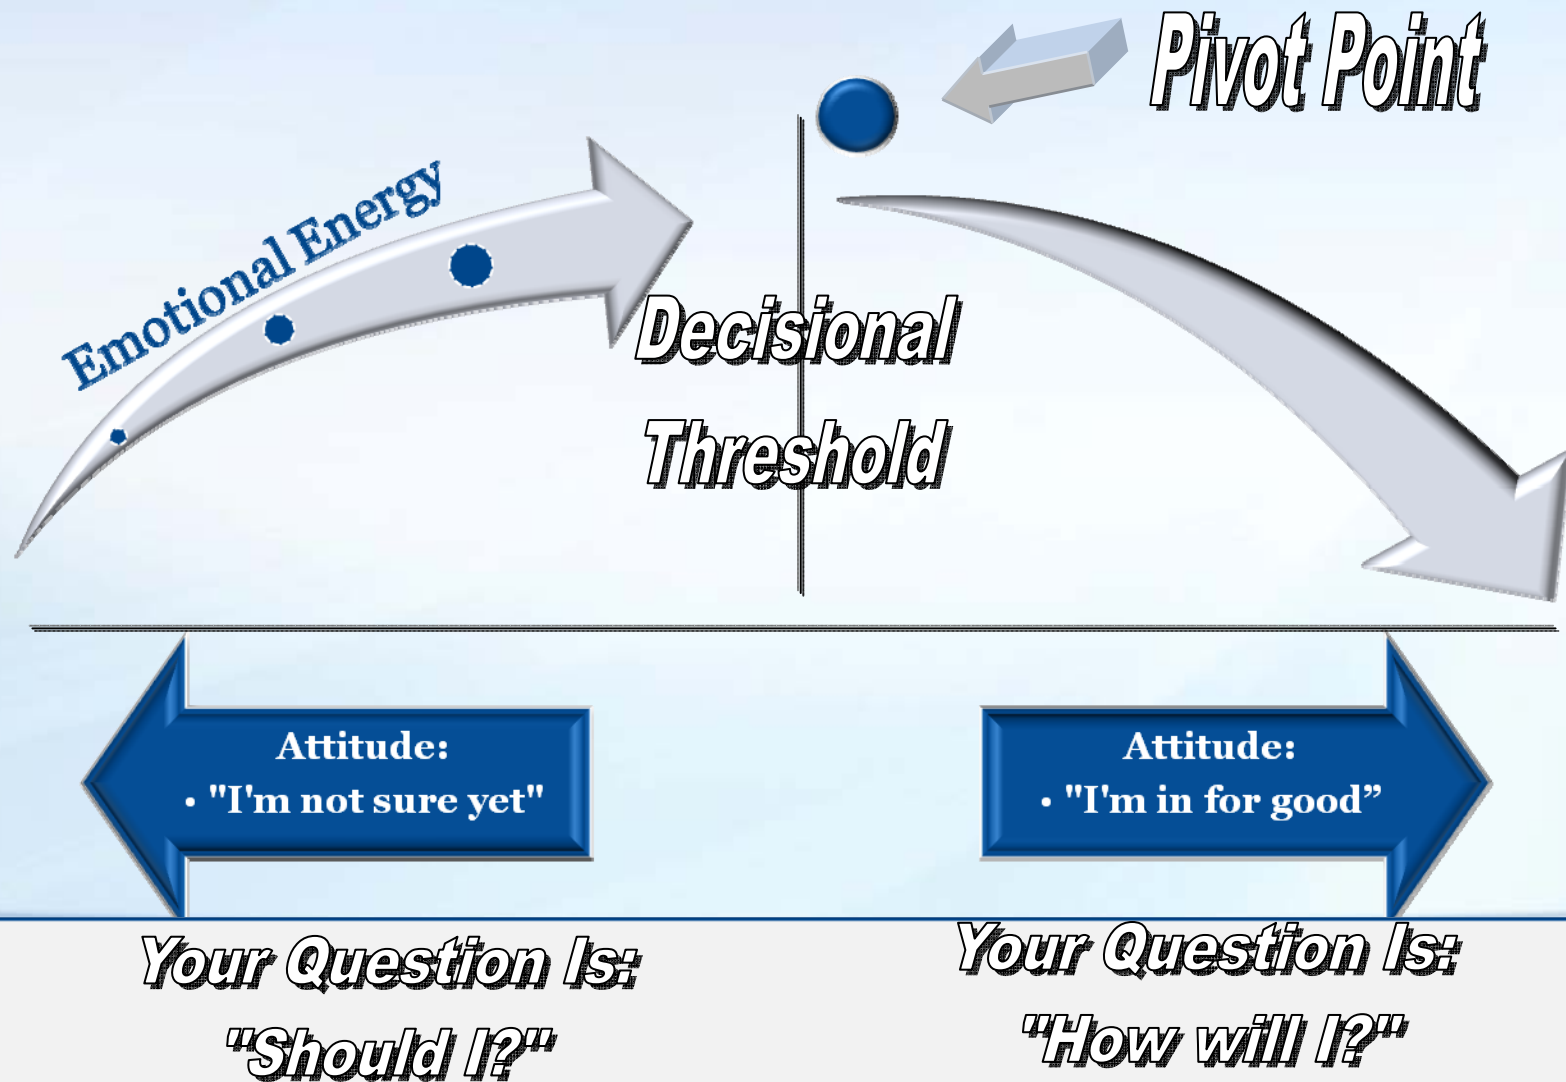 Pivot Point
Emotional Energy
Decisional
Threshold
Attitude:
• "I'm not sure yet"
Attitude:
• "I'm in for good”
Your Question Is:
"Should I?"
Your Question Is:
"How will I?"